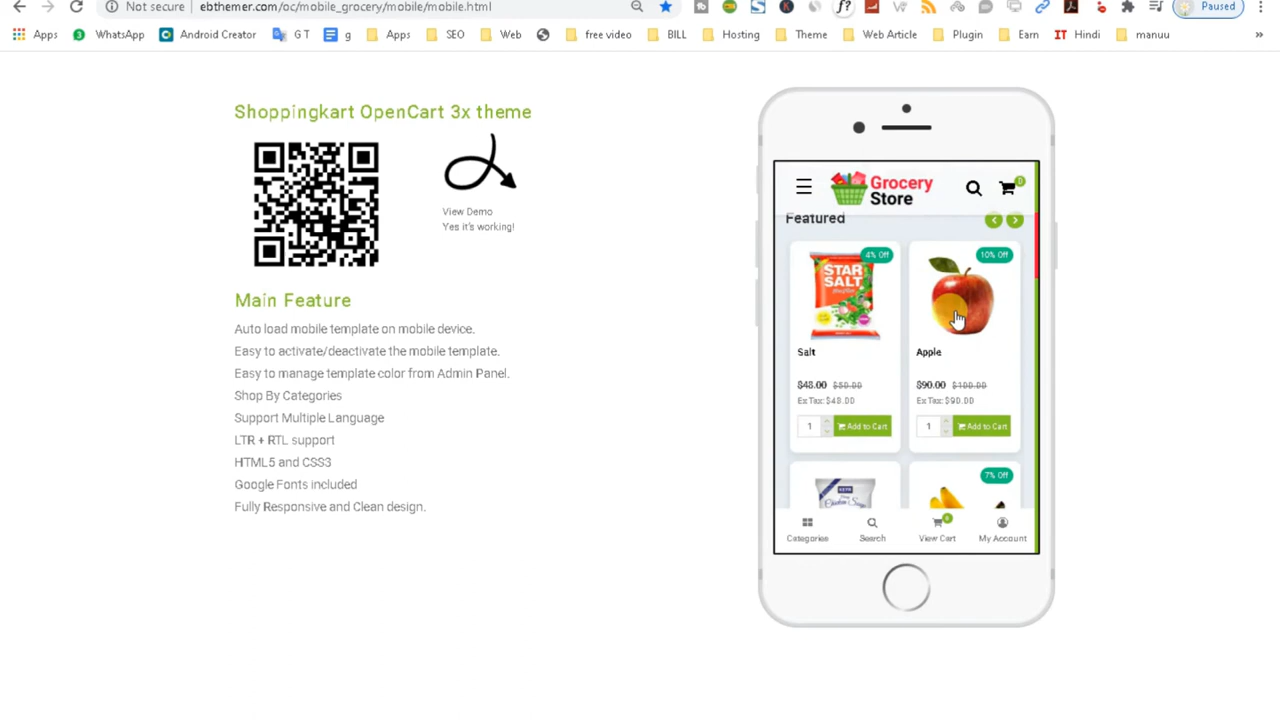 Not secure ebthemer.com/oc/mobile_grocery/mobile/mobile.html Paused
Apps WhatsApp Android Creator G T g Apps SEO Web free video BILL Hosting Theme Web Article Plugin Earn IT Hindi manuu »
Shoppingkart OpenCart 3x theme
View Demo
Yes it's working!
Main Feature
Auto load mobile template on mobile device.
Easy to activate/deactivate the mobile template.
Easy to manage template color from Admin Panel.
Shop By Categories
Support Multiple Language
LTR + RTL support
HTML5 and CSS3
Google Fonts included
Fully Responsive and Clean design.
Grocery
Store
0
Featured
4% Off 10% Off
STAR
SALT
Salt Apple
$48.00 $50.00 $90.00 $100.00
Ex Tax: $48.00 Ex Tax: $90.00
1 Add to Cart 1 Add to Cart
7% Off
0
Categories Search View Cart My Account